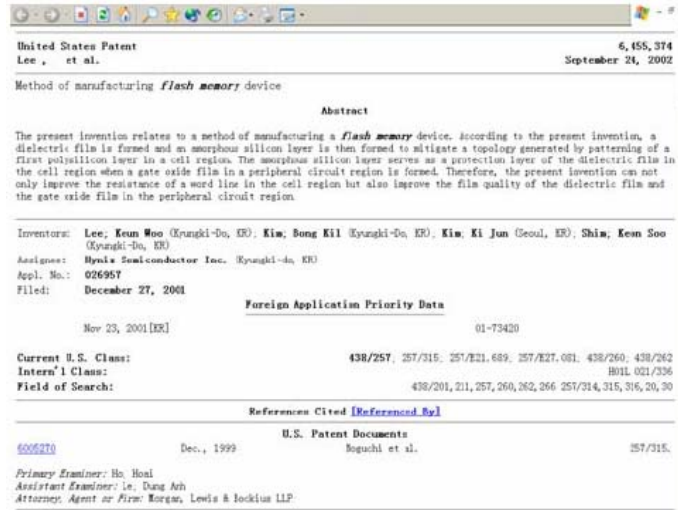 United States Patent 6,455,374
Lee , et al. September 24, 2002
Method of manufacturing flash memory device
Abstract
The present invention relates to a method of manufacturing a flash memory device. According to the present invention, a
dielectric film is formed and an amorphous silicon layer is then formed to mitigate a topology generated by patterning of a
first polysilicon layer in a cell region. The amorphous silicon layer serves as a protection layer of the dielectric film in
the cell region when a gate oxide film in a peripheral circuit region is formed. Therefore, the present invention can not
only improve the resistance of a word line in the cell region but also improve the film quality of the dielectric film and
the gate oxide film in the peripheral circuit region.
Inventors: Lee; Keun Woo (Kyungki-Do, KR); Kim; Bong Kil (Kyungki-Do, KR); Kim; Ki Jun (Seoul, KR); Shim; Keun Soo
(Kyungki-Do, KR)
Assignee: Hynix Semiconductor Inc. (Kyungki-do, KR)
Appl. No.: 026957
Filed: December 27, 2001
Foreign Application Priority Data
Nov 23, 2001[KR] 01-73420
Current U.S. Class: 438/257; 257/315; 257/E21.689; 257/E27.081; 438/260; 438/262
Intern'l Class: H01L 021/336
Field of Search: 438/201,211,257,260,262,266 257/314,315,316,20,30
References Cited [Referenced By]
U.S. Patent Documents
6005270 Dec., 1999 Noguchi et al. 257/315.
Primary Examiner: Ho; Hoai
Assistant Examiner: Le; Dung Anh
Attorney, Agent or Firm: Morgan, Lewis & Bockius LLP